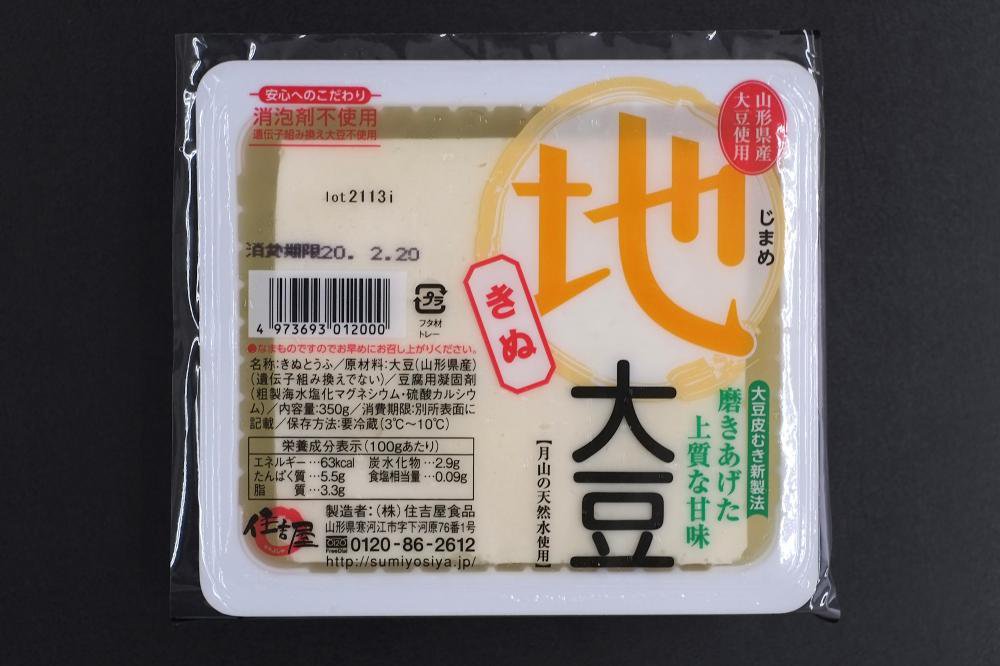 安心へのこだわり
消泡剤不使用
遺伝子組み換え大豆不使用
lot2113i
消費期限20. 2.20
4 973693 012000
プラ
フタ材
トレー
●なまものですのでお早めにお召し上がりください。
名称:きぬとうふ/原材料:大豆(山形県産)
(遺伝子組み換えでない)/豆腐用凝固剤
(粗製海水塩化マグネシウム・硫酸カルシウ
ム)/内容量:350g/消費期限:別所表面に
記載/保存方法:要冷蔵(3℃～10℃)
栄養成分表示(100gあたり)
エネルギー…63kcal 炭水化物…2.9g
たんぱく質…5.5g 食塩相当量…0.09g
脂 質…3.3g
住吉屋
製造者:(株)住吉屋食品
山形県寒河江市字下河原76番1号
FreeDial 0120-86-2612
http://sumiyosiya.jp/
山形県産
大豆使用
地
じまめ
きぬ
大豆
大豆皮むき新製法
磨きあげた
上質な甘味
【月山の天然水使用】